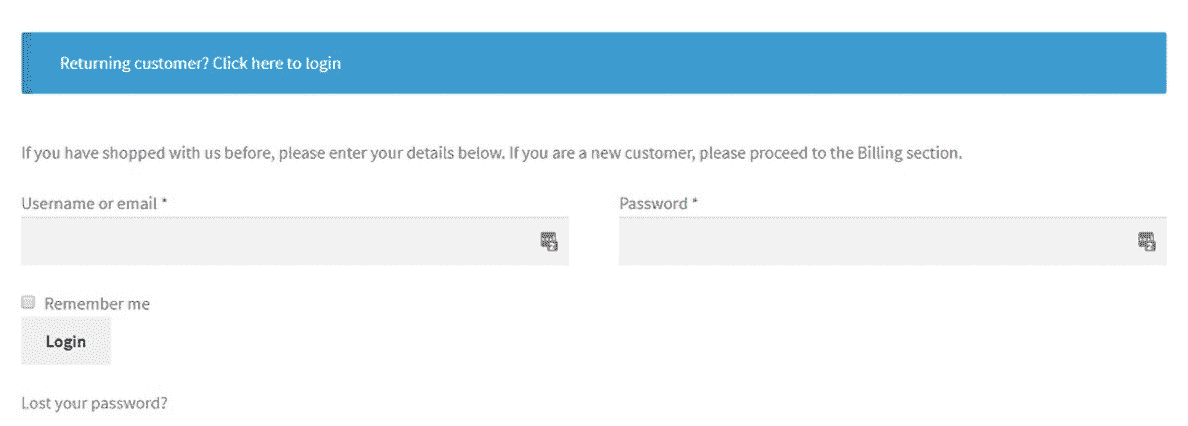 Returning customer? Click here to login
If you have shopped with us before, please enter your details below. If you are a new customer, please proceed to the Billing section.
Username or email *
Password *
Remember me
Login
Lost your password?